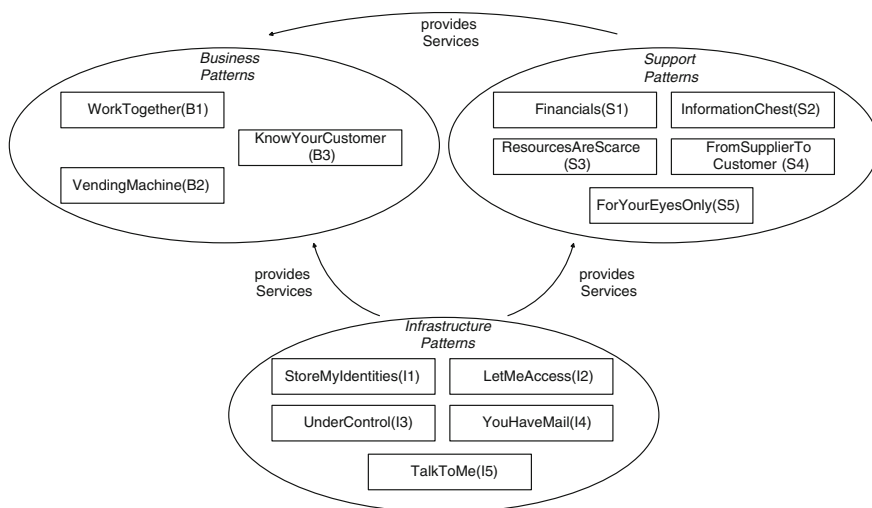 provides
Services
Business
Patterns
WorkTogether(B1)
KnowYourCustomer
(B3)
VendingMachine(B2)
Support
Patterns
Financials(S1)
InformationChest(S2)
ResourcesAreScarce
(S3)
FromSupplierTo
Customer (S4)
ForYourEyesOnly(S5)
provides
Services
provides
Services
Infrastructure
Patterns
StoreMyIdentities(I1)
LetMeAccess(I2)
UnderControl(I3)
YouHaveMail(I4)
TalkToMe(I5)